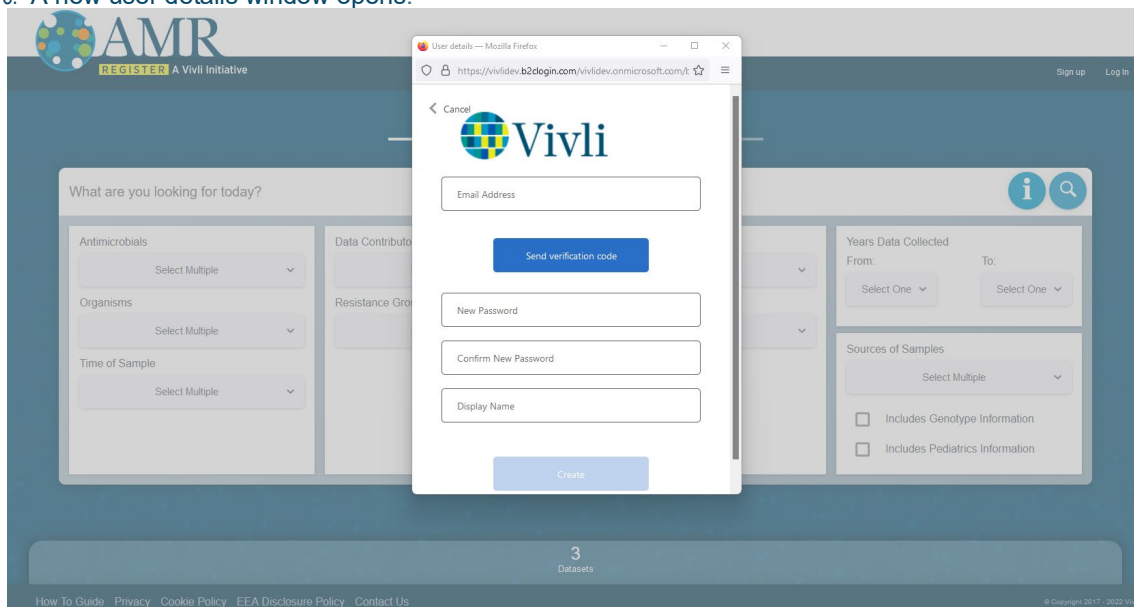 A new user details window opens.
AMR
REGISTER A Vivli Initiative
Sign up Log In
What are you looking for today?
Antimicrobials
Select Multiple
Organisms
Select Multiple
Time of Sample
Select Multiple
Data Contributo
Resistance Gro
Years Data Collected
From: To:
Select One Select One
Sources of Samples
Select Multiple
Includes Genotype Information
Includes Pediatrics Information
User details — Mozilla Firefox
https://vivlidev.b2clogin.com/vivlidev.onmicrosoft.com/
Cancel
Vivli
Email Address
Send verification code
New Password
Confirm New Password
Display Name
Create
3
Datasets
How To Guide Privacy Cookie Policy EEA Disclosure Policy Contact Us
© Copyright 2017 - 2022 Viv